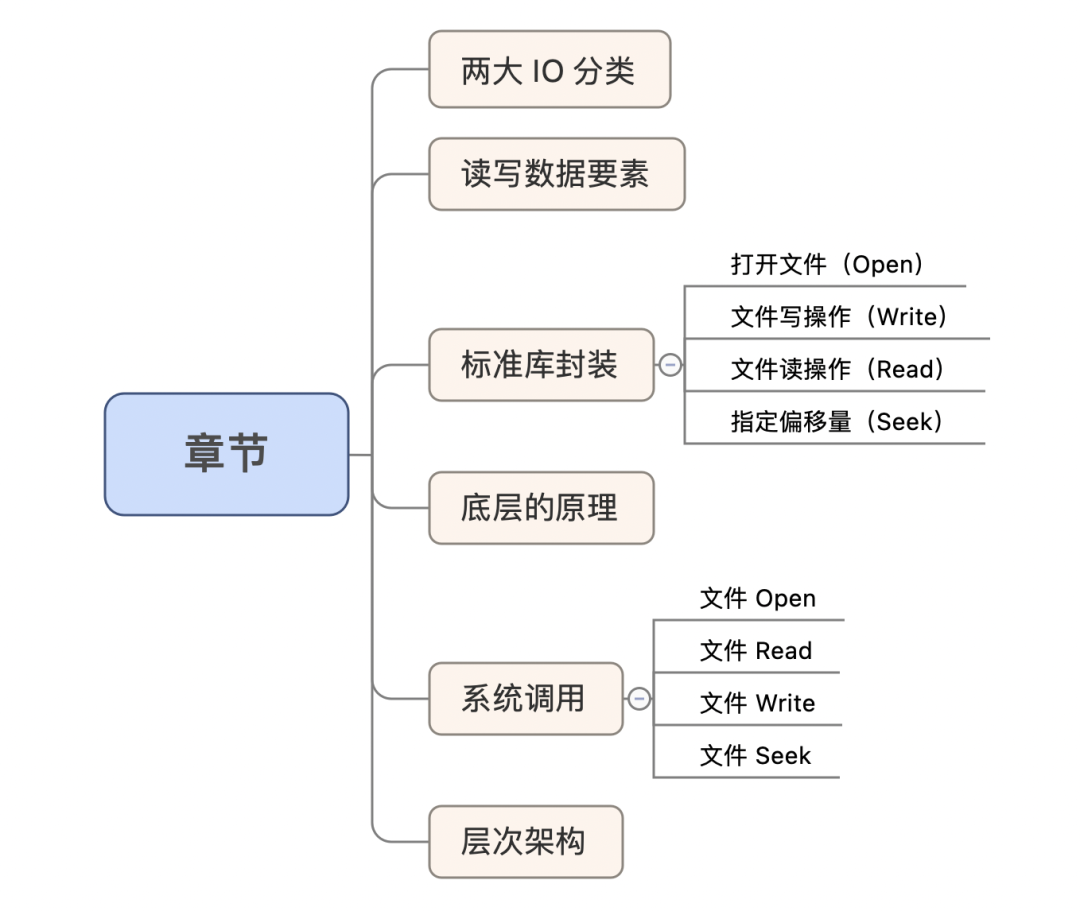 章节
两大 IO 分类
读写数据要素
标准库封装
打开文件（Open）
文件写操作（Write）
文件读操作（Read）
指定偏移量（Seek）
底层的原理
系统调用
文件 Open
文件 Read
文件 Write
文件 Seek
层次架构